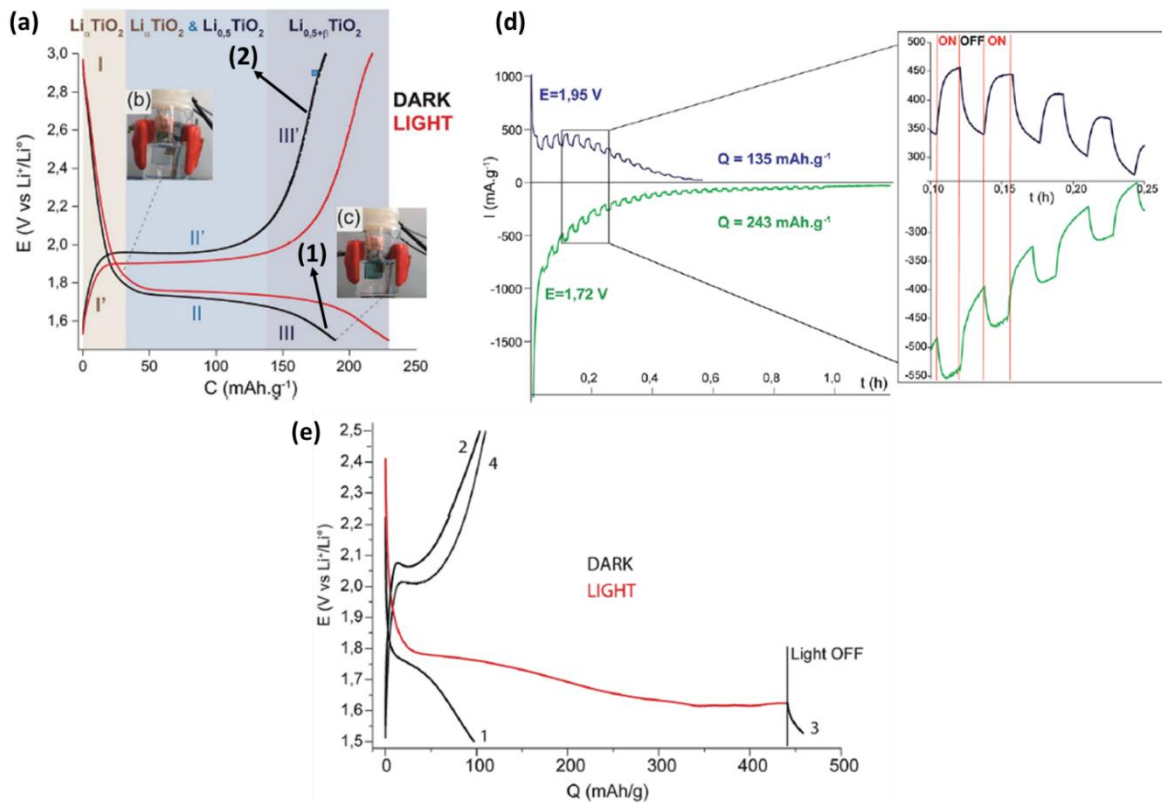 (a)
LiαTiO2 LiαTiO2 & Li0,5TiO2 Li0,5+βTiO2
3,0
2,8
2,6
2,4
2,2
2,0
1,8
1,6
E (V vs Li+/Li°)
I
(b)
(2)
III'
DARK
LIGHT
II'
(c)
(1)
I'
II
III
0 50 100 150 200
C (mAh.g-1)
(d)
1000
500
0
-500
-1000
-1500
I (mA.g-1)
E=1,95 V
Q = 135 mAh.g-1
Q = 243 mAh.g-1
E=1,72 V
0,2 0,4 0,6 0,8 1,0 t (h)
ON OFF ON
500
450
400
350
300
0,10 0,15 0,20 0,25
t (h)
-350
-300
-400
-450
-500
-550
(e)
2,5
2,4
2,3
2,2
2,1
2,0
1,9
1,8
1,7
1,6
1,5
E (V vs Li+/Li°)
2
4
DARK
LIGHT
Light OFF
1
3
0 100 200 300 400 500
Q (mAh/g)